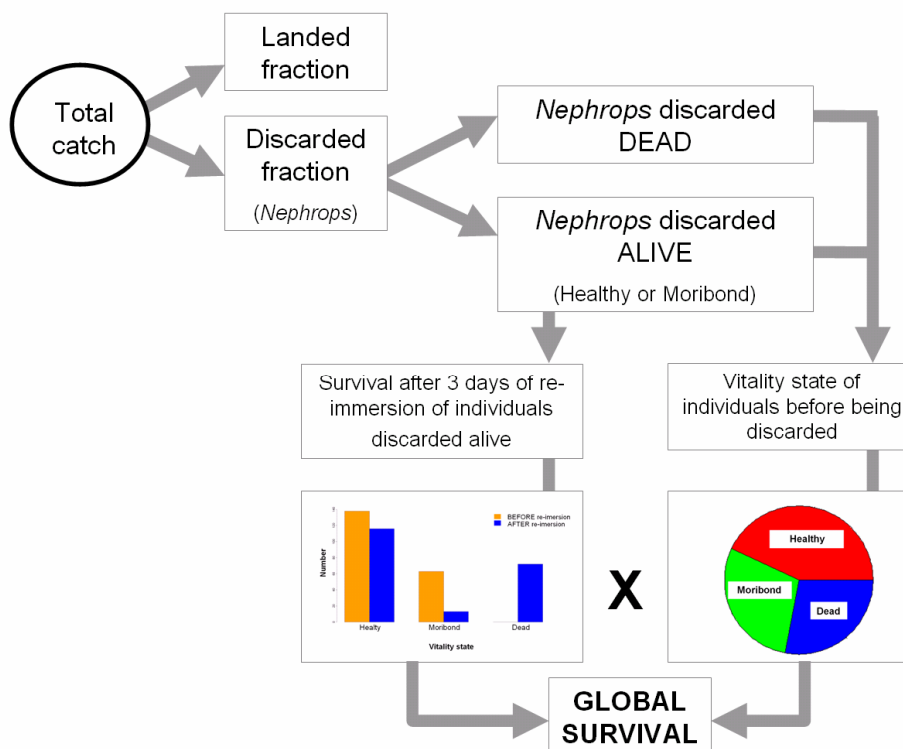 Total
catch
Landed
fraction
Discarded
fraction
(Nephrops)
Nephrops discarded
DEAD
Nephrops discarded
ALIVE
(Healthy or Moribond)
Survival after 3 days of re-
immersion of individuals
discarded alive
Vitality state of
individuals before being
discarded
Number
BEFORE re-imersion
AFTER re-imersion
Healty
Moribond
Dead
Vitality state
X
Healthy
Moribond
Dead
GLOBAL
SURVIVAL